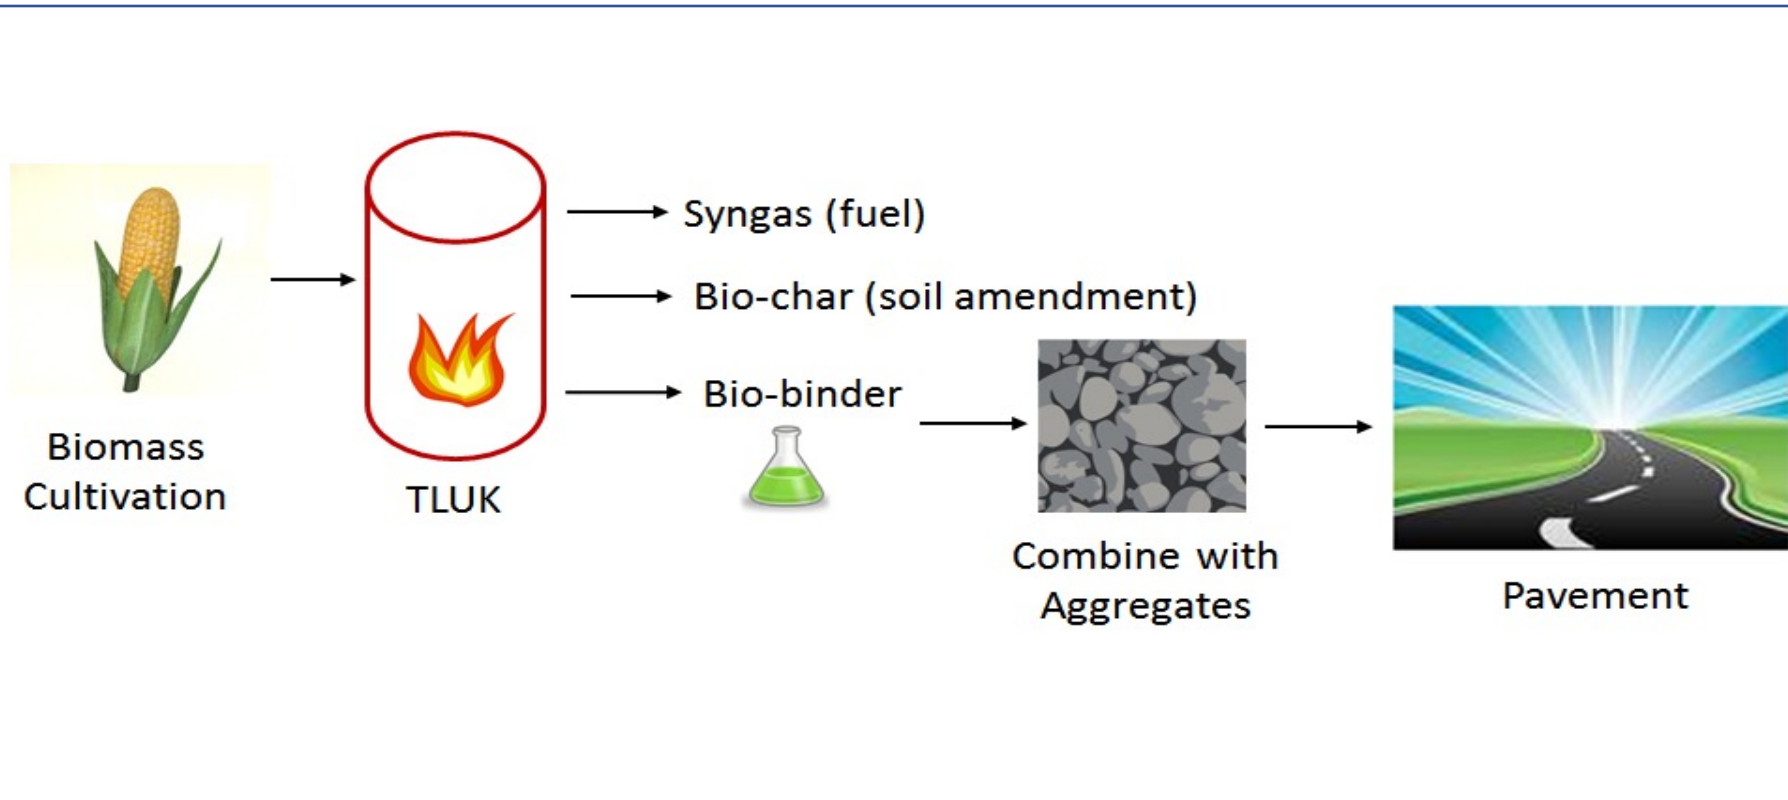 Syngas (fuel)
Bio-char (soil amendment)
Bio-binder
Biomass
Cultivation
TLUK
Combine with
Aggregates
Pavement